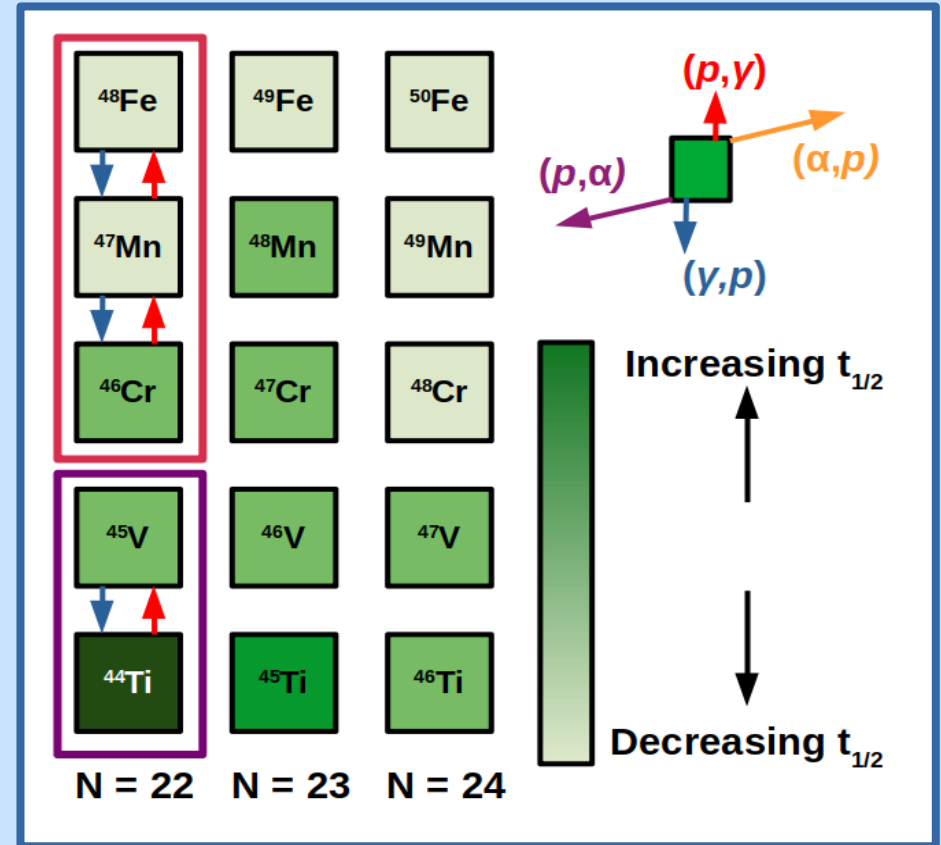 ⁴⁸Fe ⁴⁹Fe ⁵⁰Fe
⁴⁷Mn ⁴⁸Mn ⁴⁹Mn
⁴⁶Cr ⁴⁷Cr ⁴⁸Cr
⁴⁵V ⁴⁶V ⁴⁷V
⁴⁴Ti ⁴⁵Ti ⁴⁶Ti
N = 22 N = 23 N = 24
(p,γ)
(p,α)
(α,p)
(γ,p)
Increasing t1/2
Decreasing t1/2